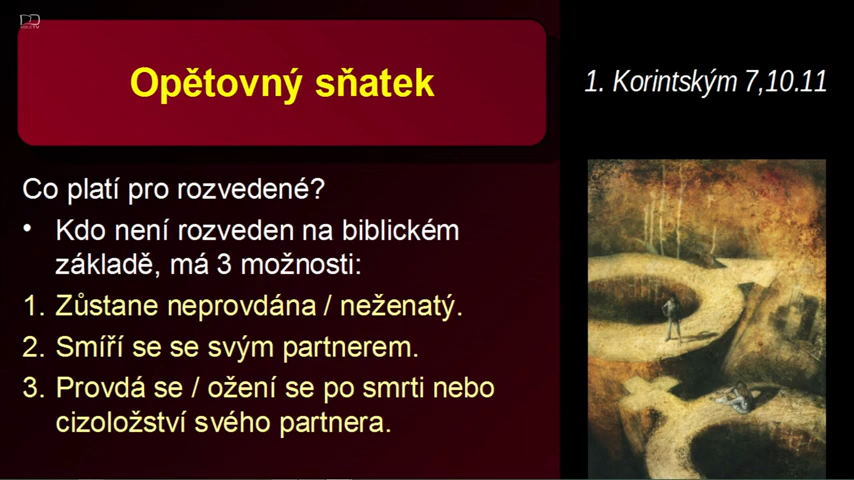 Opětovný sňatek
1. Korintským 7,10.11
Co platí pro rozvedené?
• Kdo není rozveden na biblickém
základě, má 3 možnosti:
1. Zůstane neprovdána / neženatý.
2. Smíří se se svým partnerem.
3. Provdá se / ožení se po smrti nebo
cizoložství svého partnera.